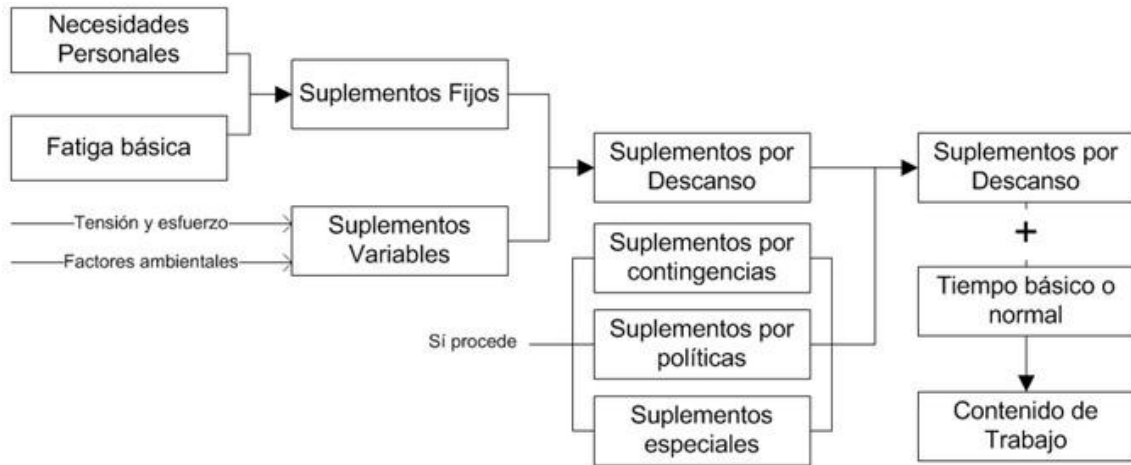 Necesidades
Personales
Fatiga básica
Tensión y esfuerzo
Factores ambientales
Suplementos Fijos
Suplementos
Variables
Suplementos por
Descanso
Suplementos por
contingencias
Sí procede
Suplementos por
políticas
Suplementos
especiales
Suplementos por
Descanso
+
Tiempo básico o
normal
Contenido de
Trabajo